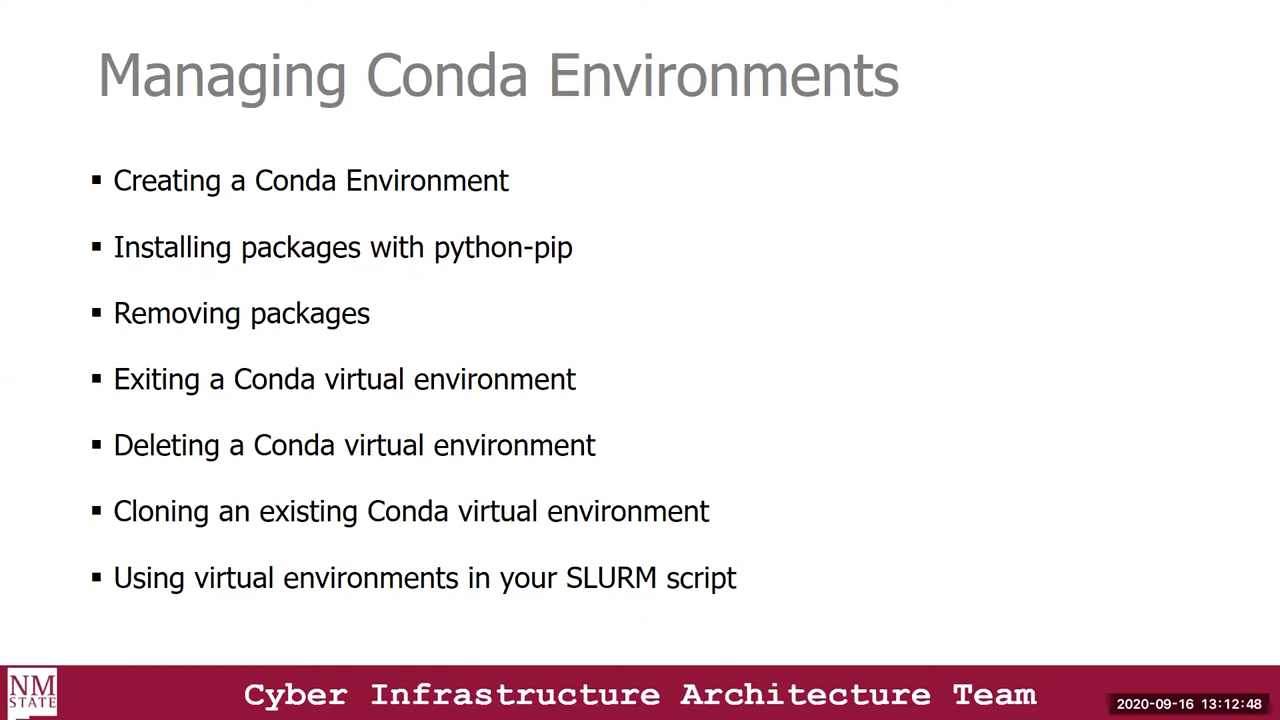 Managing Conda Environments
▪ Creating a Conda Environment
▪ Installing packages with python-pip
▪ Removing packages
▪ Exiting a Conda virtual environment
▪ Deleting a Conda virtual environment
▪ Cloning an existing Conda virtual environment
▪ Using virtual environments in your SLURM script
NM
STATE
Cyber Infrastructure Architecture Team
2020-09-16 13:12:48